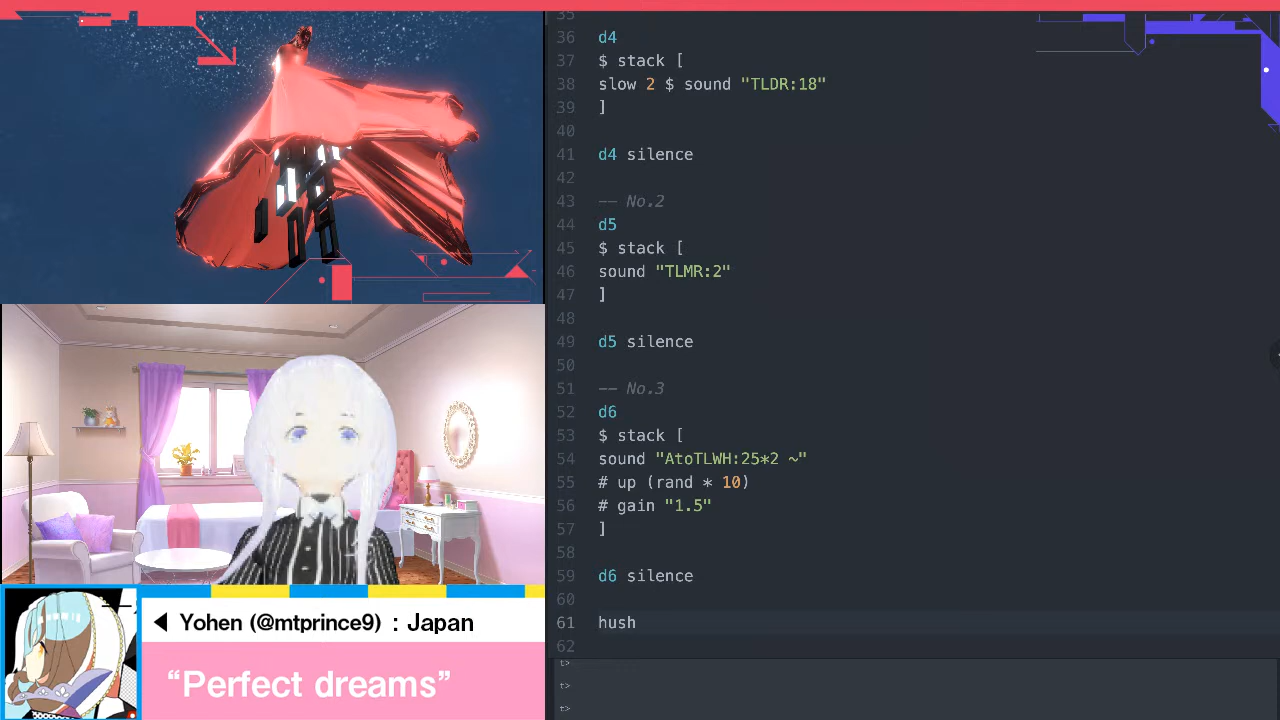 35
36 d4
37 $ stack [
38 slow 2 $ sound "TLDR:18"
39 ]
40
41 d4 silence
42
43 -- No.2
44 d5
45 $ stack [
46 sound "TLMR:2"
47 ]
48
49 d5 silence
50
51 -- No.3
52 d6
53 $ stack [
54 sound "AtoTLWH:25*2 ~"
55 # up (rand * 10)
56 # gain "1.5"
57 ]
58
59 d6 silence
60
61 hush
62
t>
t>
t>
Yohen (@mtprince9) : Japan
“Perfect dreams”